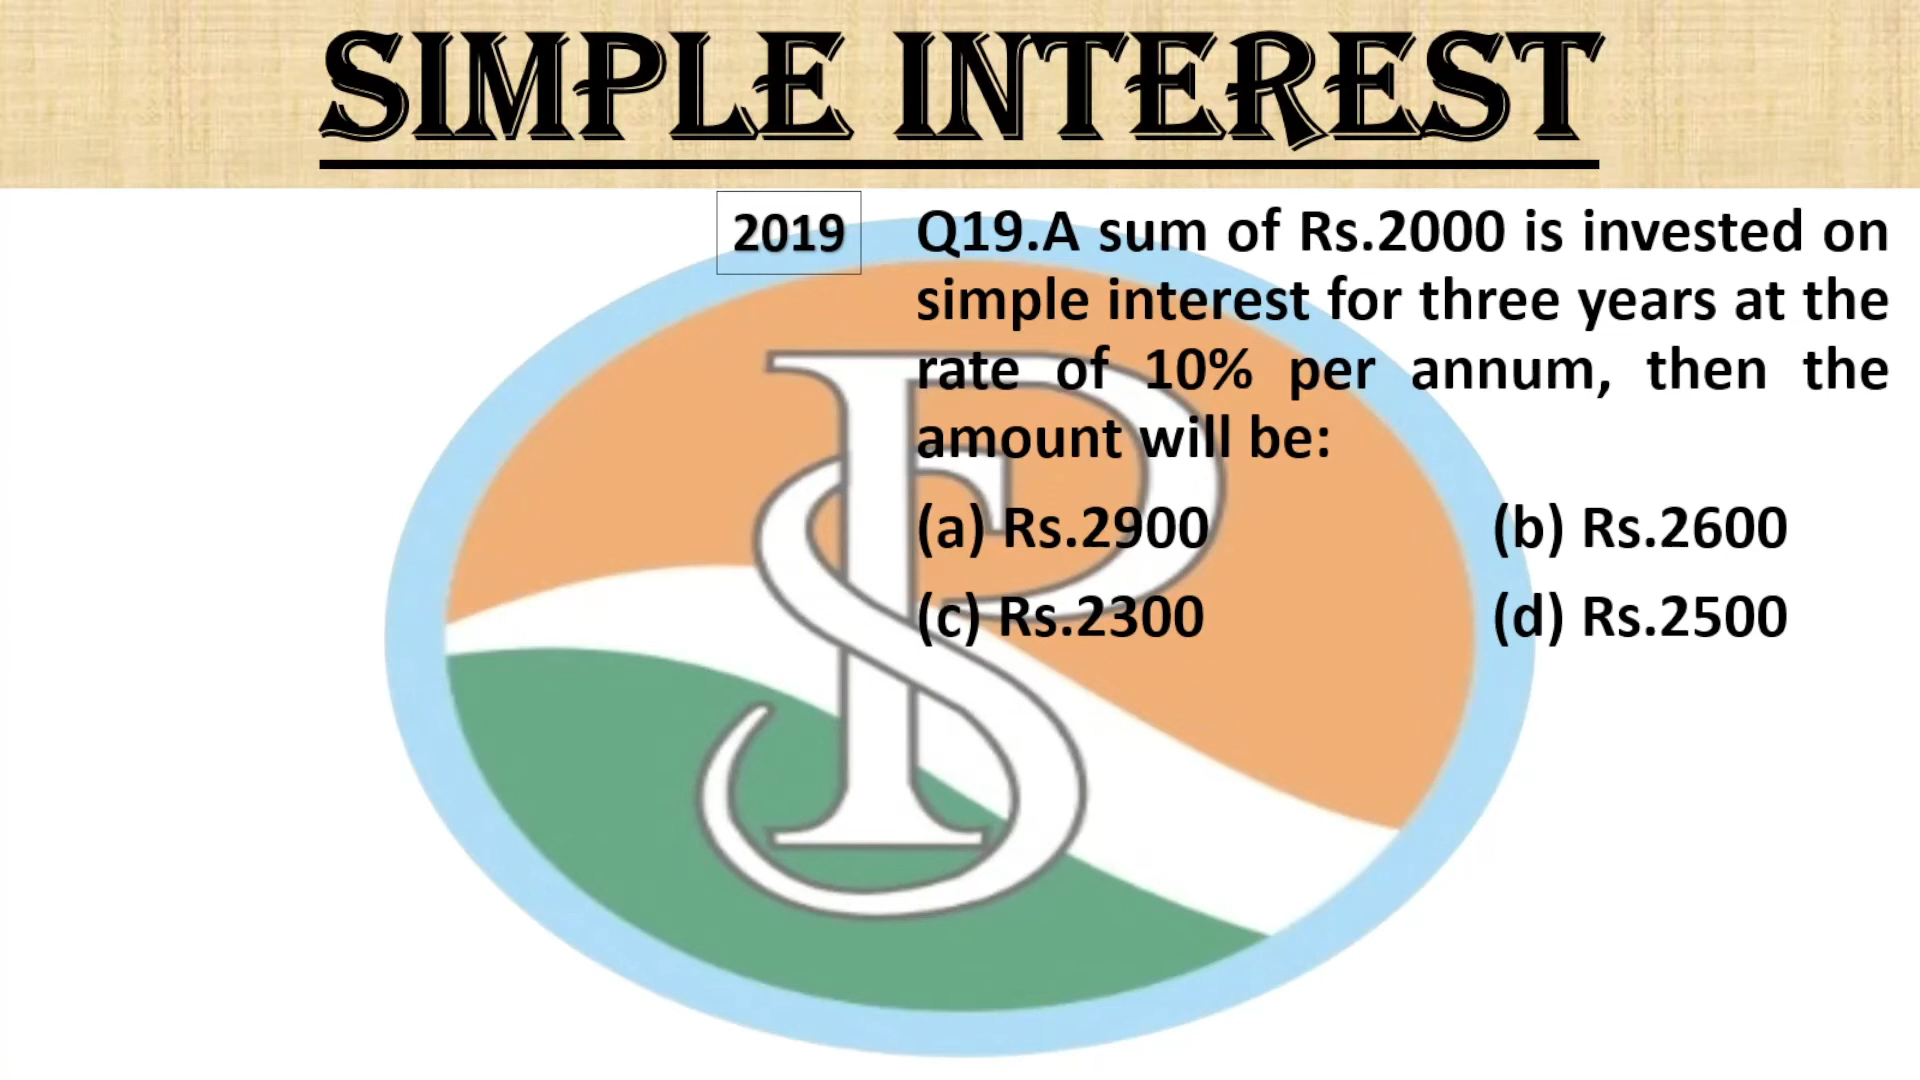 SIMPLE INTEREST
2019
Q19.A sum of Rs.2000 is invested on
simple interest for three years at the
rate of 10% per annum, then the
amount will be:
(a) Rs.2900 (b) Rs.2600
(c) Rs.2300 (d) Rs.2500